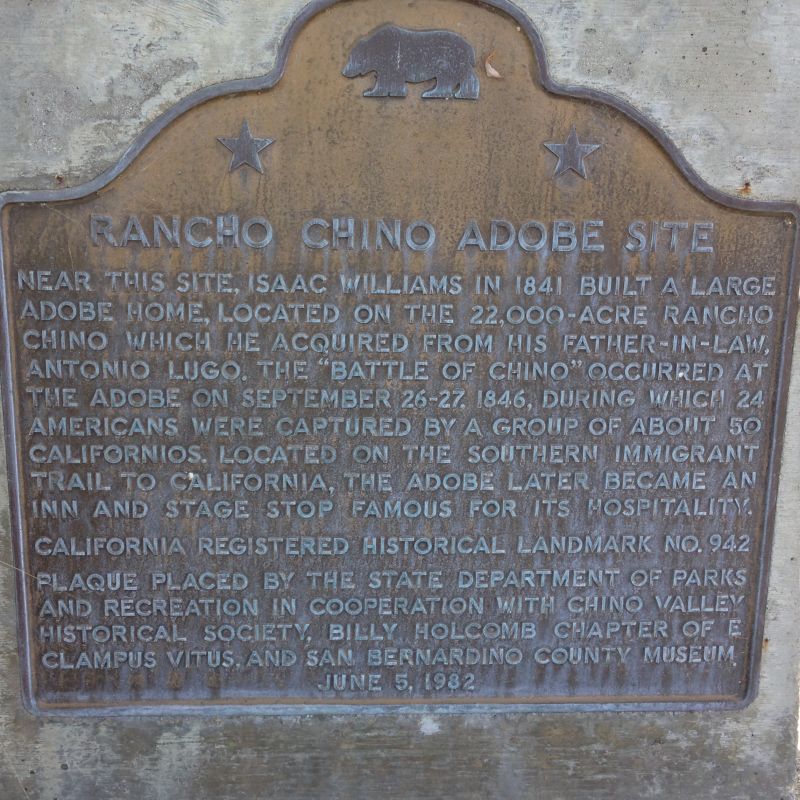 RANCHO CHINO ADOBE SITE
NEAR THIS SITE, ISAAC WILLIAMS IN 1841 BUILT A LARGE
ADOBE HOME, LOCATED ON THE 22,000-ACRE RANCHO
CHINO WHICH HE ACQUIRED FROM HIS FATHER-IN-LAW,
ANTONIO LUGO. THE "BATTLE OF CHINO" OCCURRED AT
THE ADOBE ON SEPTEMBER 26-27, 1846, DURING WHICH 24
AMERICANS WERE CAPTURED BY A GROUP OF ABOUT 50
CALIFORNIOS. LOCATED ON THE SOUTHERN IMMIGRANT
TRAIL TO CALIFORNIA, THE ADOBE LATER BECAME AN
INN AND STAGE STOP FAMOUS FOR ITS HOSPITALITY.
CALIFORNIA REGISTERED HISTORICAL LANDMARK NO. 942
PLAQUE PLACED BY THE STATE DEPARTMENT OF PARKS
AND RECREATION IN COOPERATION WITH CHINO VALLEY
HISTORICAL SOCIETY, BILLY HOLCOMB CHAPTER OF E
CLAMPUS VITUS, AND SAN BERNARDINO COUNTY MUSEUM,
JUNE 5, 1982